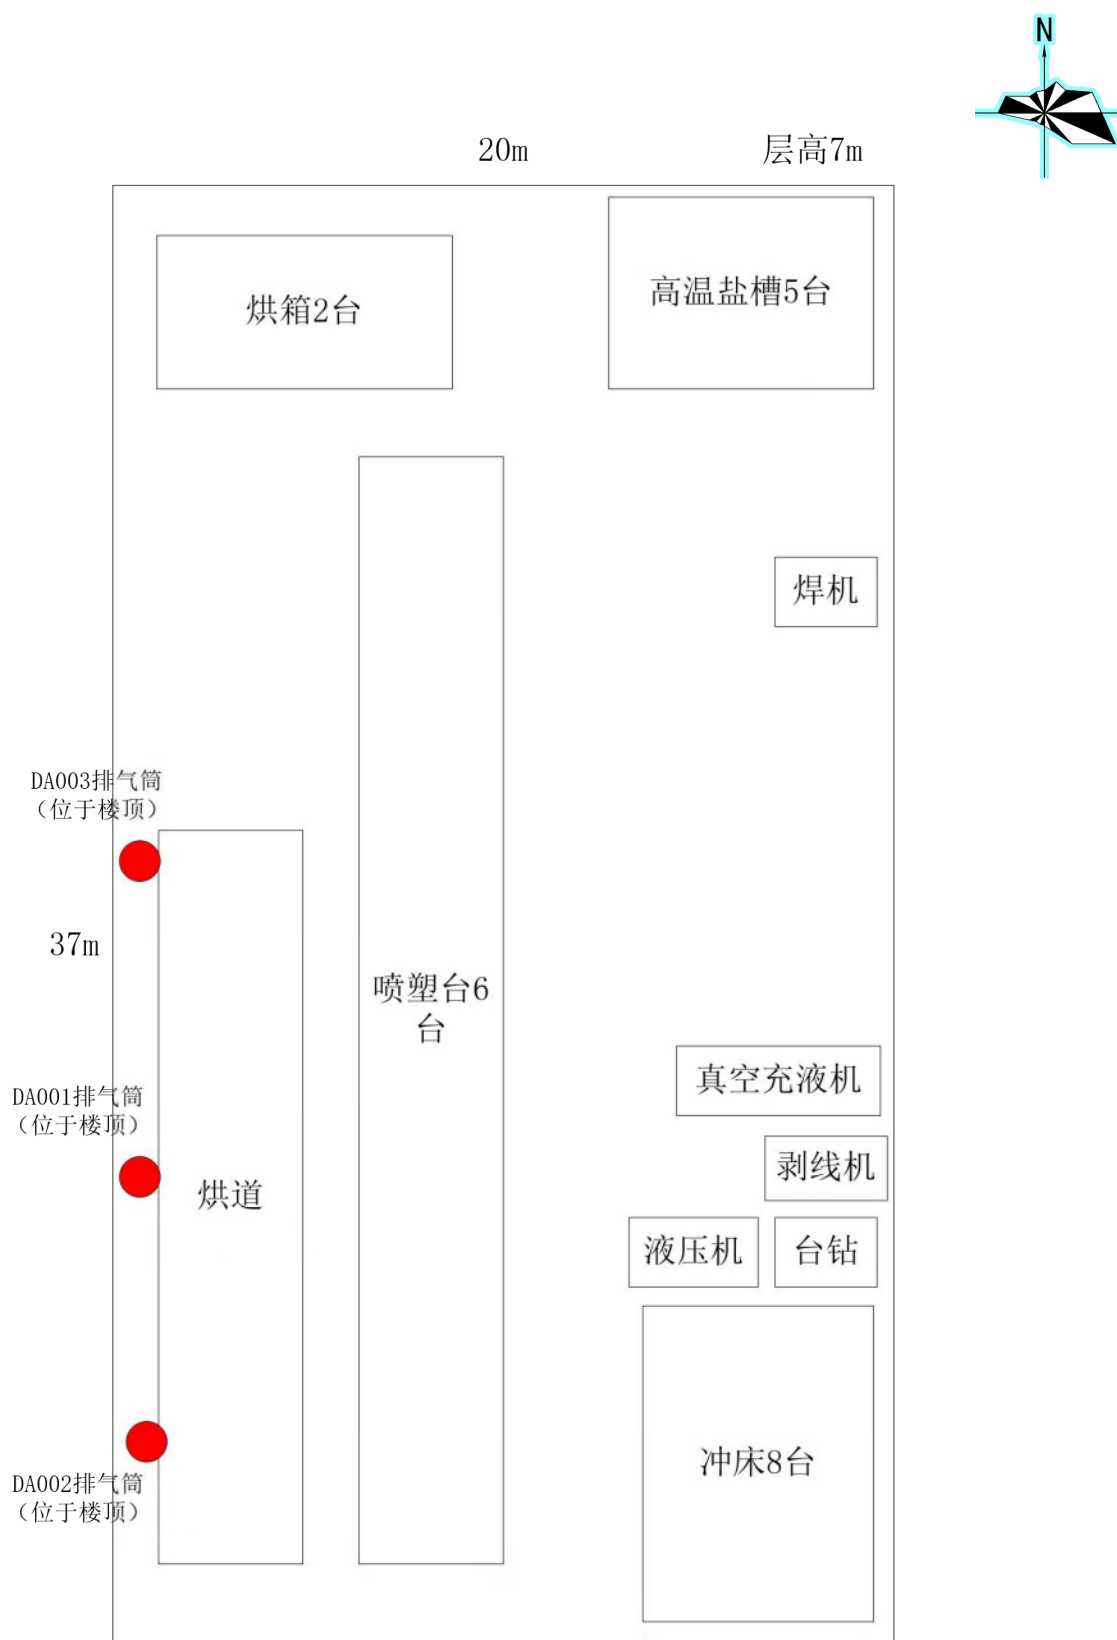 N
20m
层高7m
烘箱2台
高温盐槽5台
焊机
DA003排气筒
（位于楼顶）
37m
喷塑台6
台
真空充液机
DA001排气筒
（位于楼顶）
剥线机
烘道
液压机
台钻
冲床8台
DA002排气筒
（位于楼顶）